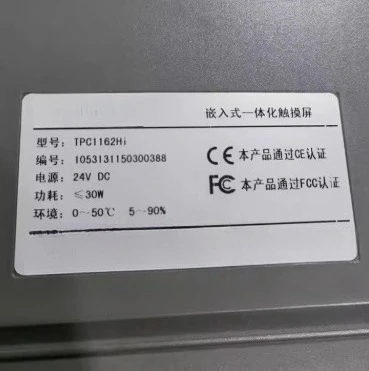 嵌入式一体化触摸屏
型号: TPC1162Hi
编号: 1053131150300388
电源: 24V DC
功耗: ≤30W
环境: 0~50℃ 5~90%
CE 本产品通过CE认证
FC 本产品通过FCC认证